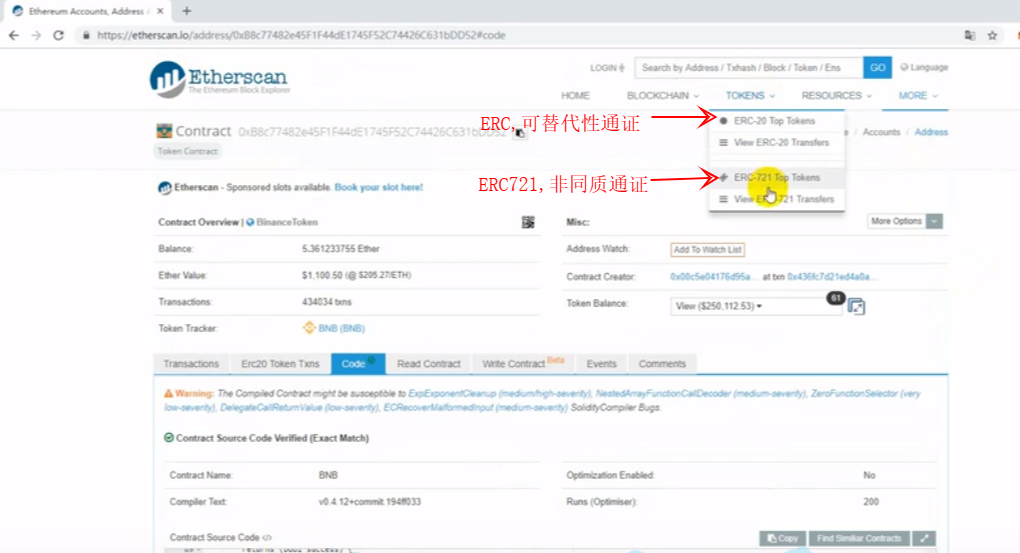 Ethereum Accounts, Address
https://etherscan.io/address/0xB8c77482e45F1F44dE1745F52C74426C631bDD52#code
Etherscan
The Ethereum Block Explorer
LOGIN
Search by Address / Txhash / Block / Token / Ens
GO
Language
HOME BLOCKCHAIN TOKENS RESOURCES MORE
Contract 0xB8c77482e45F1F44dE1745F52C74426C631bDD52
Token Contract
ERC,可替代性通证
ERC-20 Top Tokens
View ERC-20 Transfers
ERC721,非同质通证
ERC-721 Top Tokens
View ERC-721 Transfers
/ Accounts / Address
Etherscan - Sponsored slots available. Book your slot here!
Contract Overview | BinanceToken
Balance: 5.361233755 Ether
Ether Value: $1,100.50 (@ $205.27/ETH)
Transactions: 434034 txns
Token Tracker: BNB (BNB)
Misc: More Options
Address Watch: Add To Watch List
Contract Creator: 0x00c5e04176d95a... at txn 0x436fc7d21ed4a0a...
Token Balance: View ($250,112.53) 61
Transactions Erc20 Token Txns Code Read Contract Write Contract Beta Events Comments
Warning: The Compiled Contract might be susceptible to ExpExponentCleanup (medium/high-severity), NestedArrayFunctionCallDecoder (medium-severity), ZeroFunctionSelector (very
low-severity), DelegateCallReturnValue (low-severity), ECRecoverMalformedInput (medium-severity) SolidityCompiler Bugs.
Contract Source Code Verified (Exact Match)
Contract Name: BNB
Optimization Enabled: No
Compiler Text: v0.4.12+commit.194ff033
Runs (Optimiser): 200
Contract Source Code </>
Copy
Find Similiar Contracts
returns (bool success) {